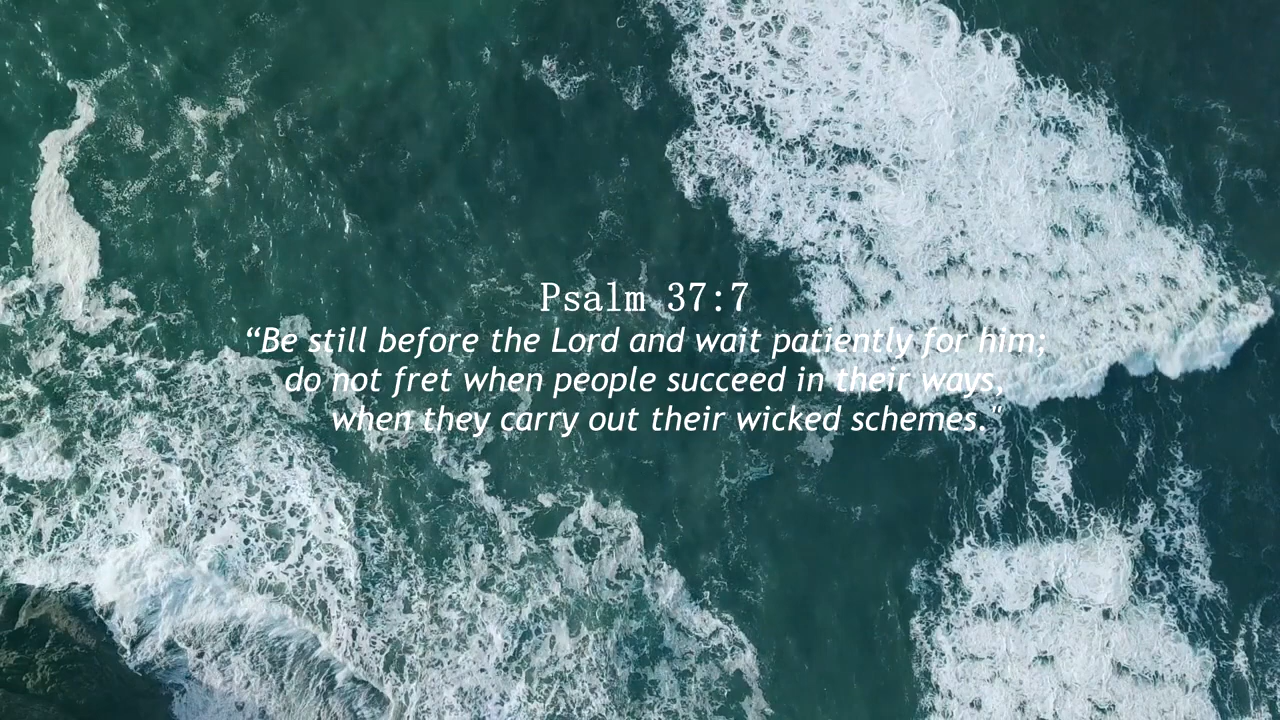 Psalm 37:7
“Be still before the Lord and wait patiently for him;
do not fret when people succeed in their ways,
when they carry out their wicked schemes."